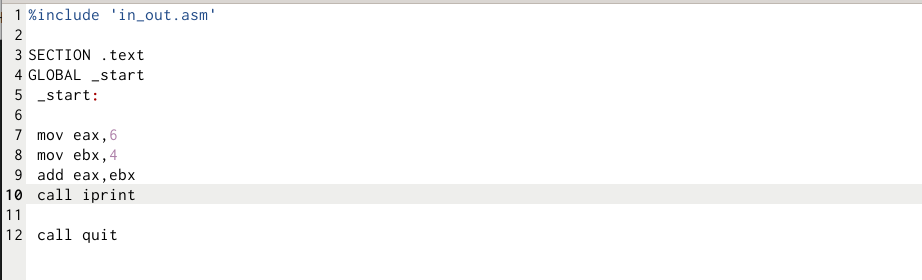 1 %include 'in_out.asm'
2
3 SECTION .text
4 GLOBAL _start
5 _start:
6
7 mov eax,6
8 mov ebx,4
9 add eax,ebx
10 call iprint
11
12 call quit